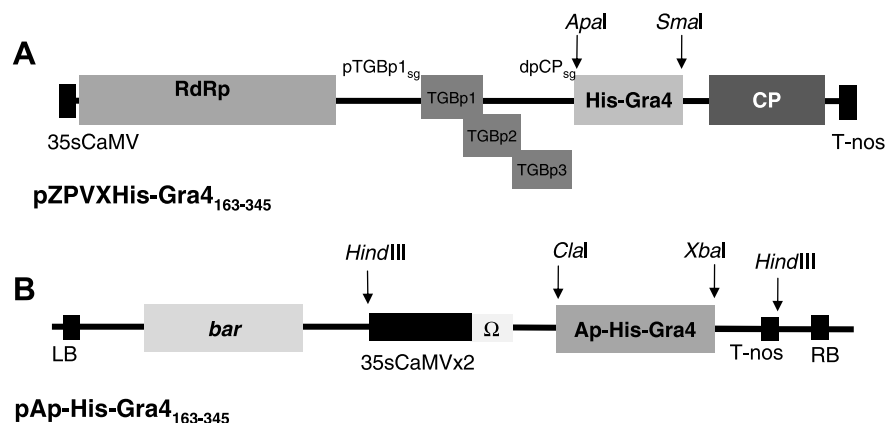 ApaI SmaI
A
pTGBp1sg dpCPsg
RdRp
TGBp1 His-Gra4 CP
TGBp2
35sCaMV T-nos
TGBp3
pZPVXHis-Gra4163-345
HindIII ClaI XbaI HindIII
B
bar Ω Ap-His-Gra4
LB 35sCaMVx2 T-nos RB
pAp-His-Gra4163-345